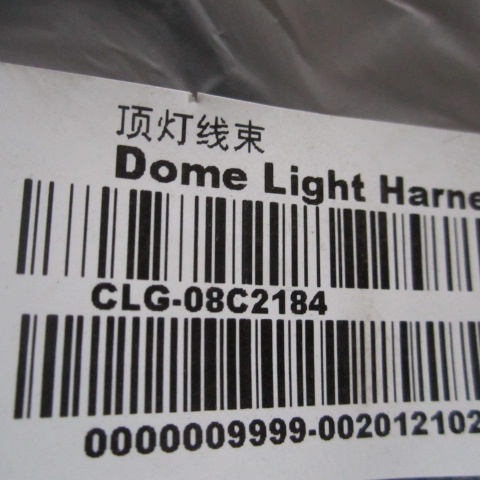 顶灯线束
Dome Light Harne
CLG-08C2184
0000009999-002012102